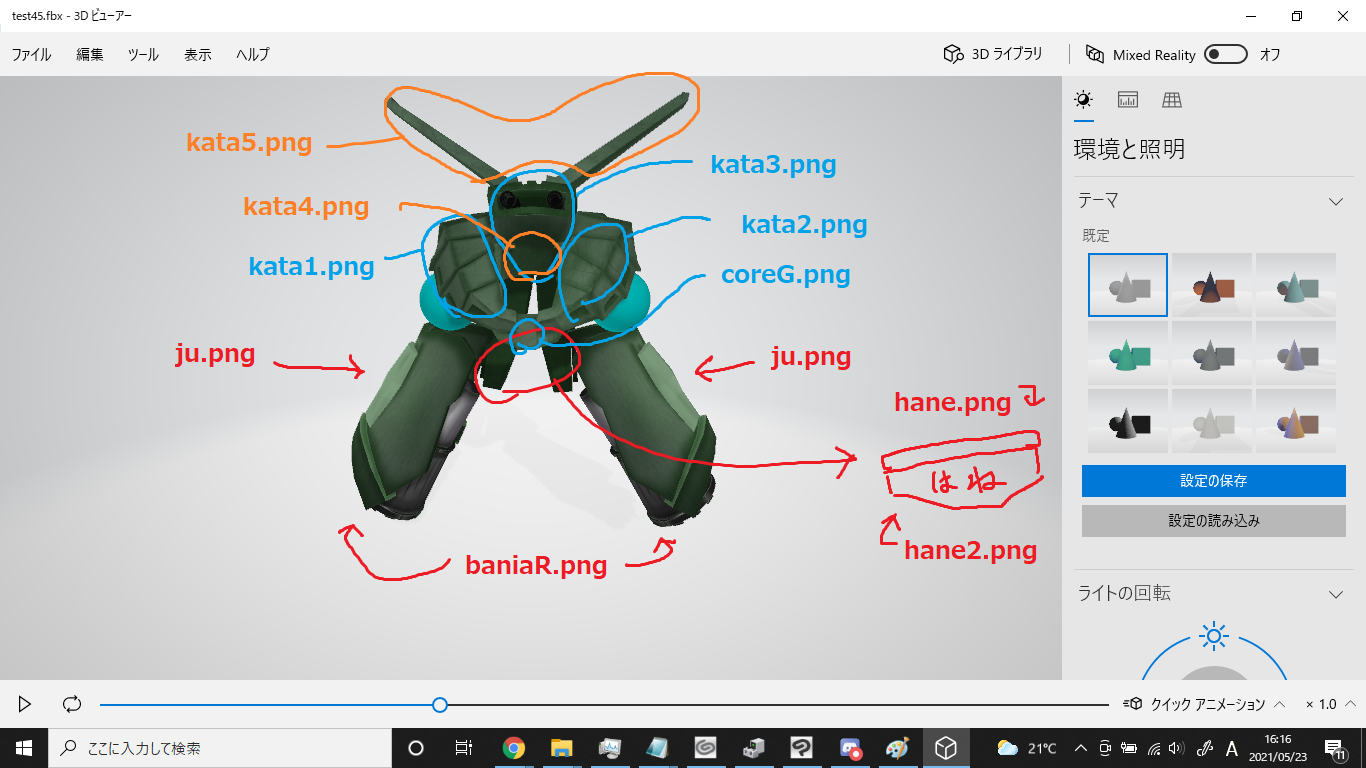 test45.fbx - 3D ビューアー
ファイル 編集 ツール 表示 ヘルプ
3D ライブラリ
Mixed Reality オフ
環境と照明
テーマ
既定
設定の保存
設定の読み込み
ライトの回転
kata5.png
kata3.png
kata4.png
kata2.png
kata1.png
coreG.png
ju.png
ju.png
hane.png
はね
hane2.png
baniaR.png
クイック アニメーション × 1.0
ここに入力して検索
21°C
A
16:16
2021/05/23
11